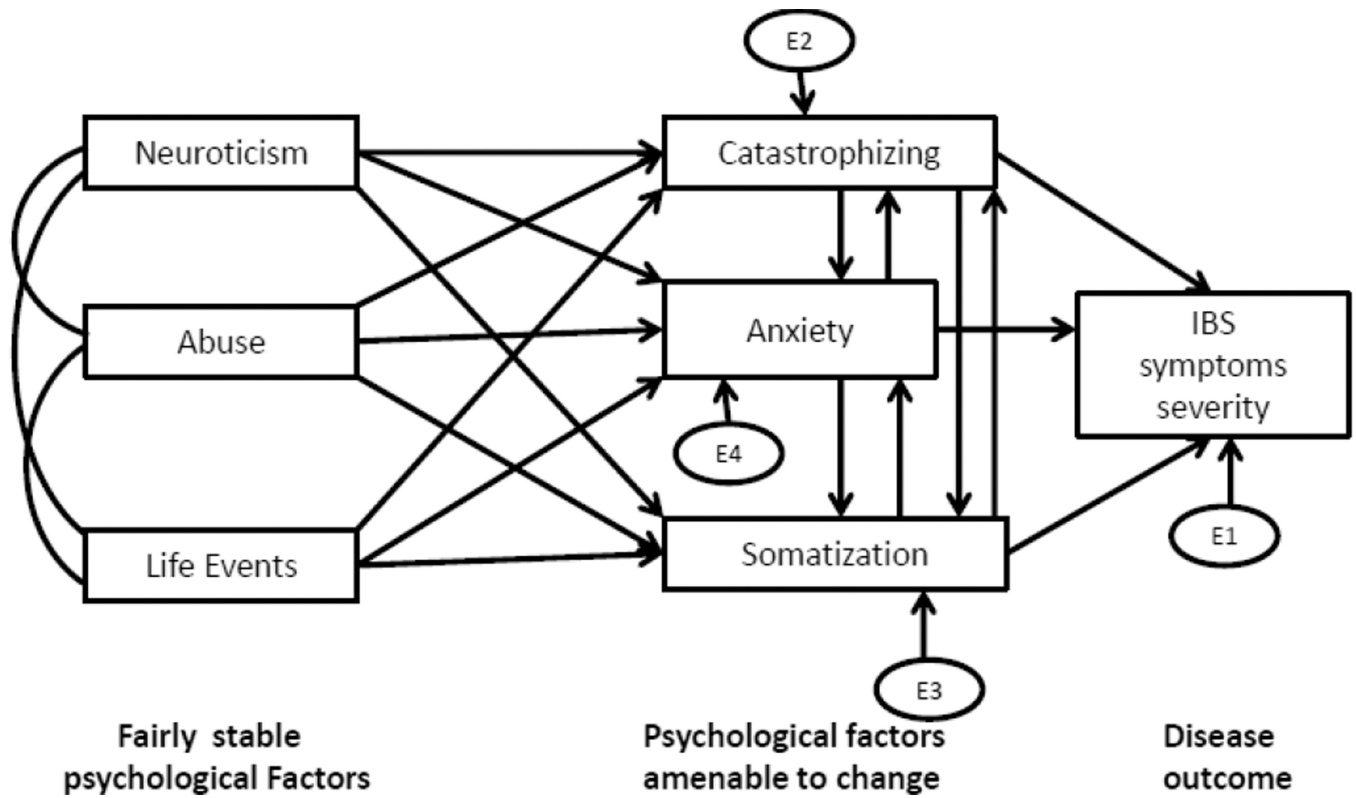 E2
Neuroticism
Catastrophizing
Abuse
Anxiety
IBS
symptoms
severity
E4
Life Events
Somatization
E1
E3
Fairly stable
psychological Factors
Psychological factors
amenable to change
Disease
outcome